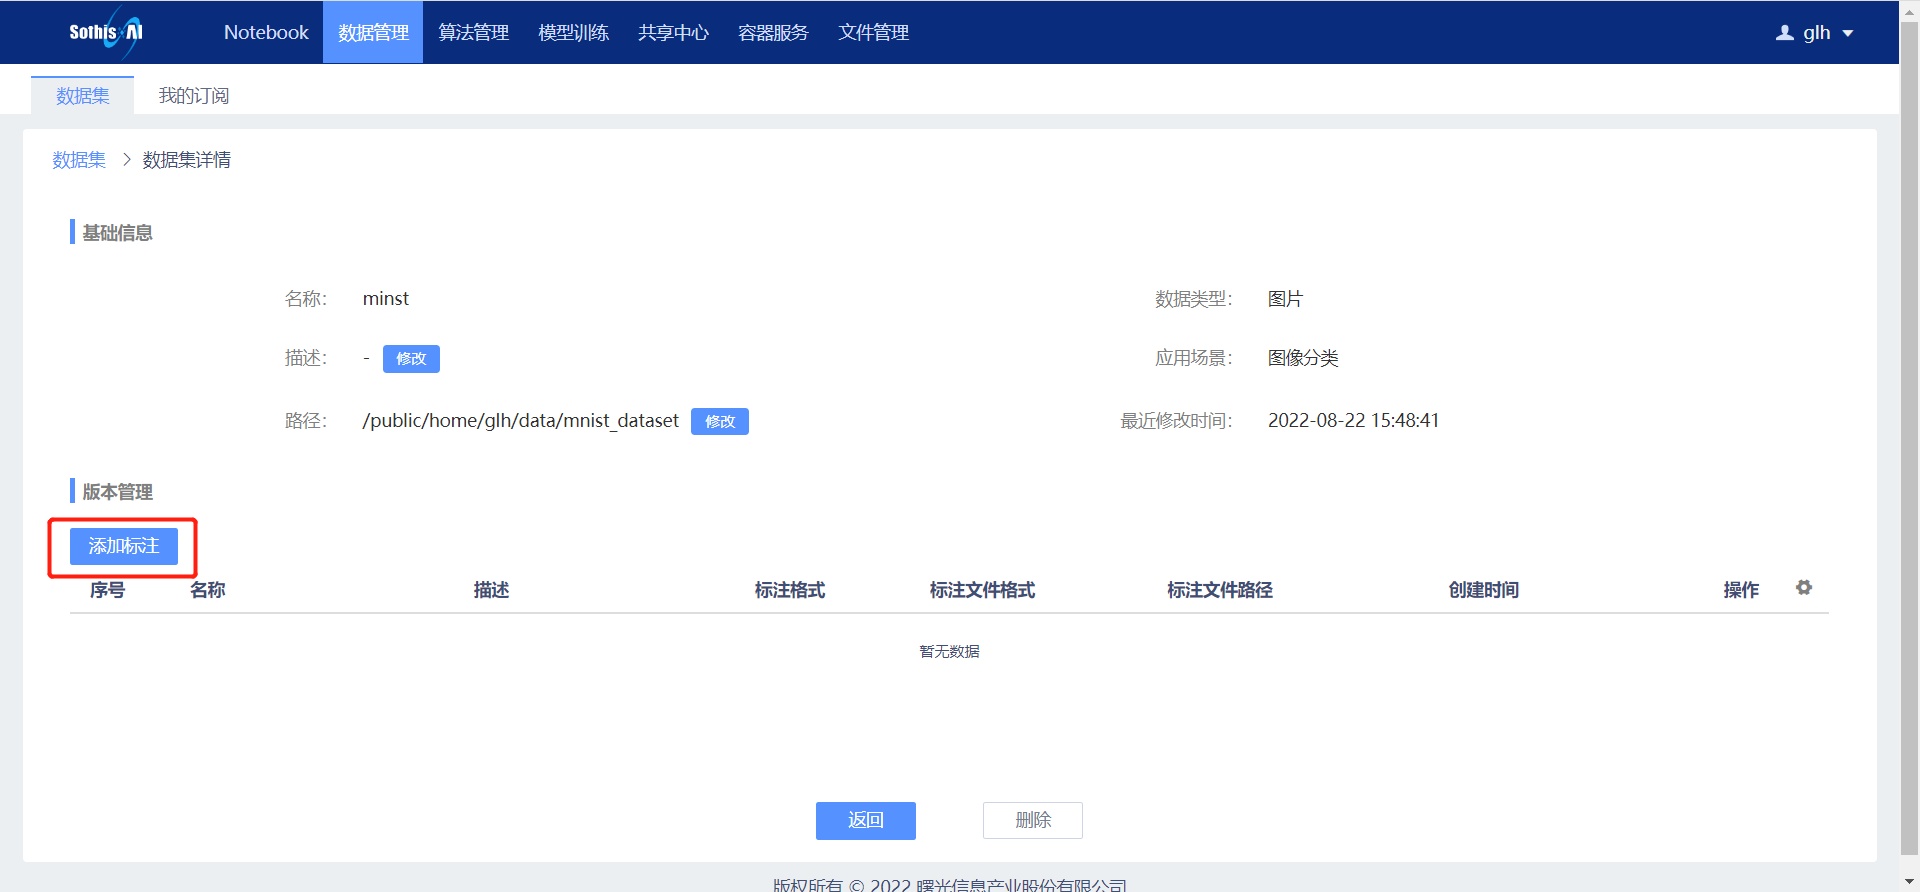 Sothis AI Notebook 数据管理 算法管理 模型训练 共享中心 容器服务 文件管理 glh
数据集 我的订阅
数据集 > 数据集详情
基础信息
名称： minst 数据类型： 图片
描述： - 修改 应用场景： 图像分类
路径： /public/home/glh/data/mnist_dataset 修改 最近修改时间： 2022-08-22 15:48:41
版本管理
添加标注
序号 名称 描述 标注格式 标注文件格式 标注文件路径 创建时间 操作
暂无数据
返回 删除
版权所有 © 2022 曙光信息产业股份有限公司